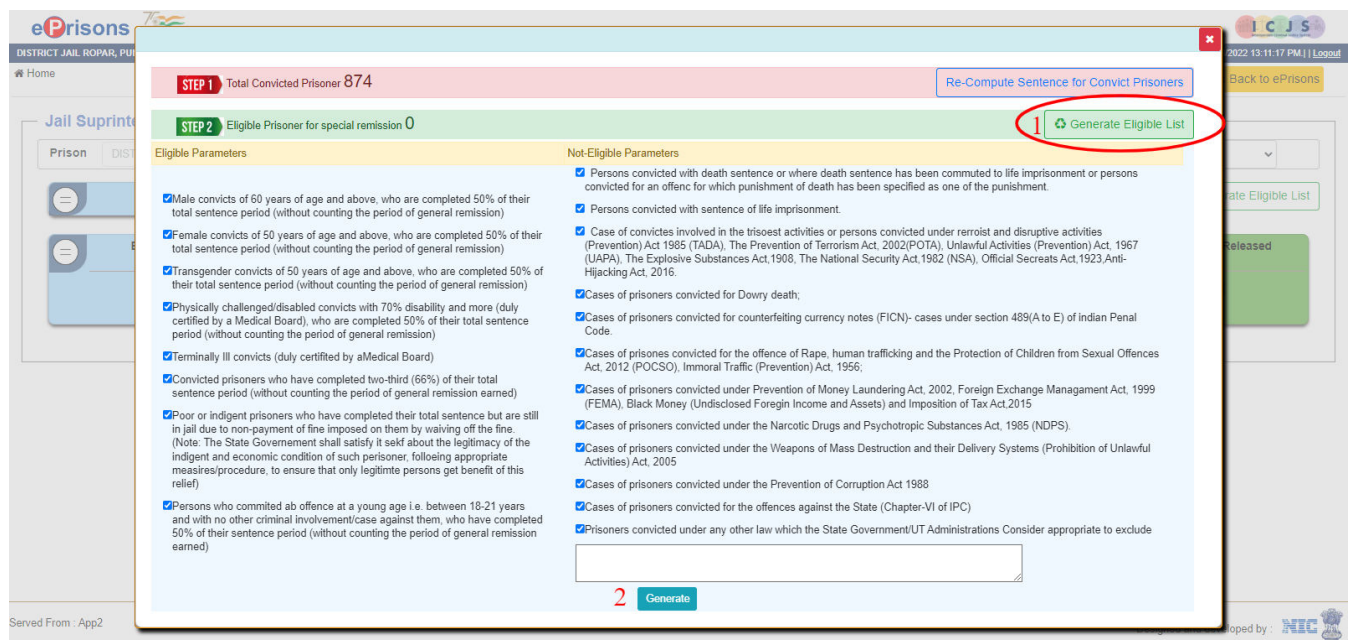 ePrisons
I C J S
DISTRICT JAIL ROPAR, PU
2022 13:11:17 PM.| | Logout
Home
Back to ePrisons
STEP 1 Total Convicted Prisoner 874
Re-Compute Sentence for Convict Prisoners
STEP 2 Eligible Prisoner for special remission 0
1 Generate Eligible List
Jail Suprinte
Prison DIST
ate Eligible List
Released
Eligible Parameters
Male convicts of 60 years of age and above, who are completed 50% of their
total sentence period (without counting the period of general remission)
Female convicts of 50 years of age and above, who are completed 50% of their
total sentence period (without counting the period of general remission)
Transgender convicts of 50 years of age and above, who are completed 50% of
their total sentence period (without counting the period of general remission)
Physically challenged/disabled convicts with 70% disability and more (duly
certified by a Medical Board), who are completed 50% of their total sentence
period (without counting the period of general remission)
Terminally Ill convicts (duly certifited by aMedical Board)
Convicted prisoners who have completed two-third (66%) of their total
sentence period (without counting the period of general remission earned)
Poor or indigent prisoners who have completed their total sentence but are still
in jail due to non-payment of fine imposed on them by waiving off the fine.
(Note: The State Governement shall satisfy it sekf about the legitimacy of the
indigent and economic condition of such perisoner, folloeing appropriate
measires/procedure, to ensure that only legitimte persons get benefit of this
relief)
Persons who commited ab offence at a young age i.e. between 18-21 years
and with no other criminal involvement/case against them, who have completed
50% of their sentence period (without counting the period of general remission
earned)
Not-Eligible Parameters
Persons convicted with death sentence or where death sentence has been commuted to life imprisonment or persons
convicted for an offenc for which punishment of death has been specified as one of the punishment.
Persons convicted with sentence of life imprisonment.
Case of convictes involved in the trisoest activities or persons convicted under rerroist and disruptive activities
(Prevention) Act 1985 (TADA), The Prevention of Terrorism Act, 2002(POTA), Unlawful Activities (Prevention) Act, 1967
(UAPA), The Explosive Substances Act,1908, The National Security Act,1982 (NSA), Official Secreats Act,1923,Anti-
Hijacking Act, 2016.
Cases of prisoners convicted for Dowry death;
Cases of prisoners convicted for counterfeiting currency notes (FICN)- cases under section 489(A to E) of indian Penal
Code.
Cases of prisones convicted for the offence of Rape, human trafficking and the Protection of Children from Sexual Offences
Act, 2012 (POCSO), Immoral Traffic (Prevention) Act, 1956;
Cases of prisoners convicted under Prevention of Money Laundering Act, 2002, Foreign Exchange Managament Act, 1999
(FEMA), Black Money (Undisclosed Foregin Income and Assets) and Imposition of Tax Act,2015
Cases of prisoners convicted under the Narcotic Drugs and Psychotropic Substances Act, 1985 (NDPS).
Cases of prisoners convicted under the Weapons of Mass Destruction and their Delivery Systems (Prohibition of Unlawful
Activities) Act, 2005
Cases of prisoners convicted under the Prevention of Corruption Act 1988
Cases of prisoners convicted for the offences against the State (Chapter-VI of IPC)
Prisoners convicted under any other law which the State Government/UT Administrations Consider appropriate to exclude
2 Generate
Served From : App2
loped by : NIC